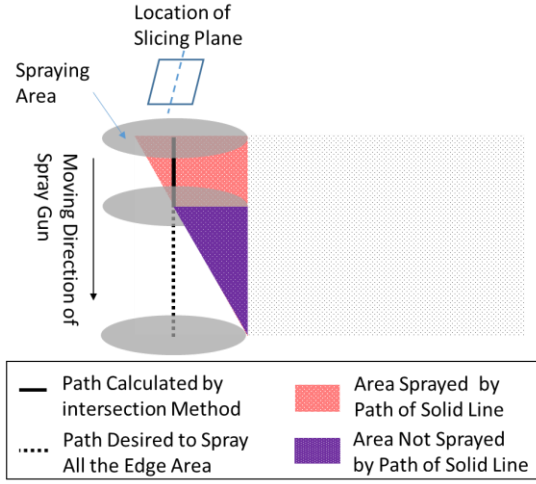 Location of
Slicing Plane
Spraying
Area
Moving Direction of
Spray Gun
Path Calculated by
intersection Method
Area Sprayed by
Path of Solid Line
Path Desired to Spray
All the Edge Area
Area Not Sprayed
by Path of Solid Line